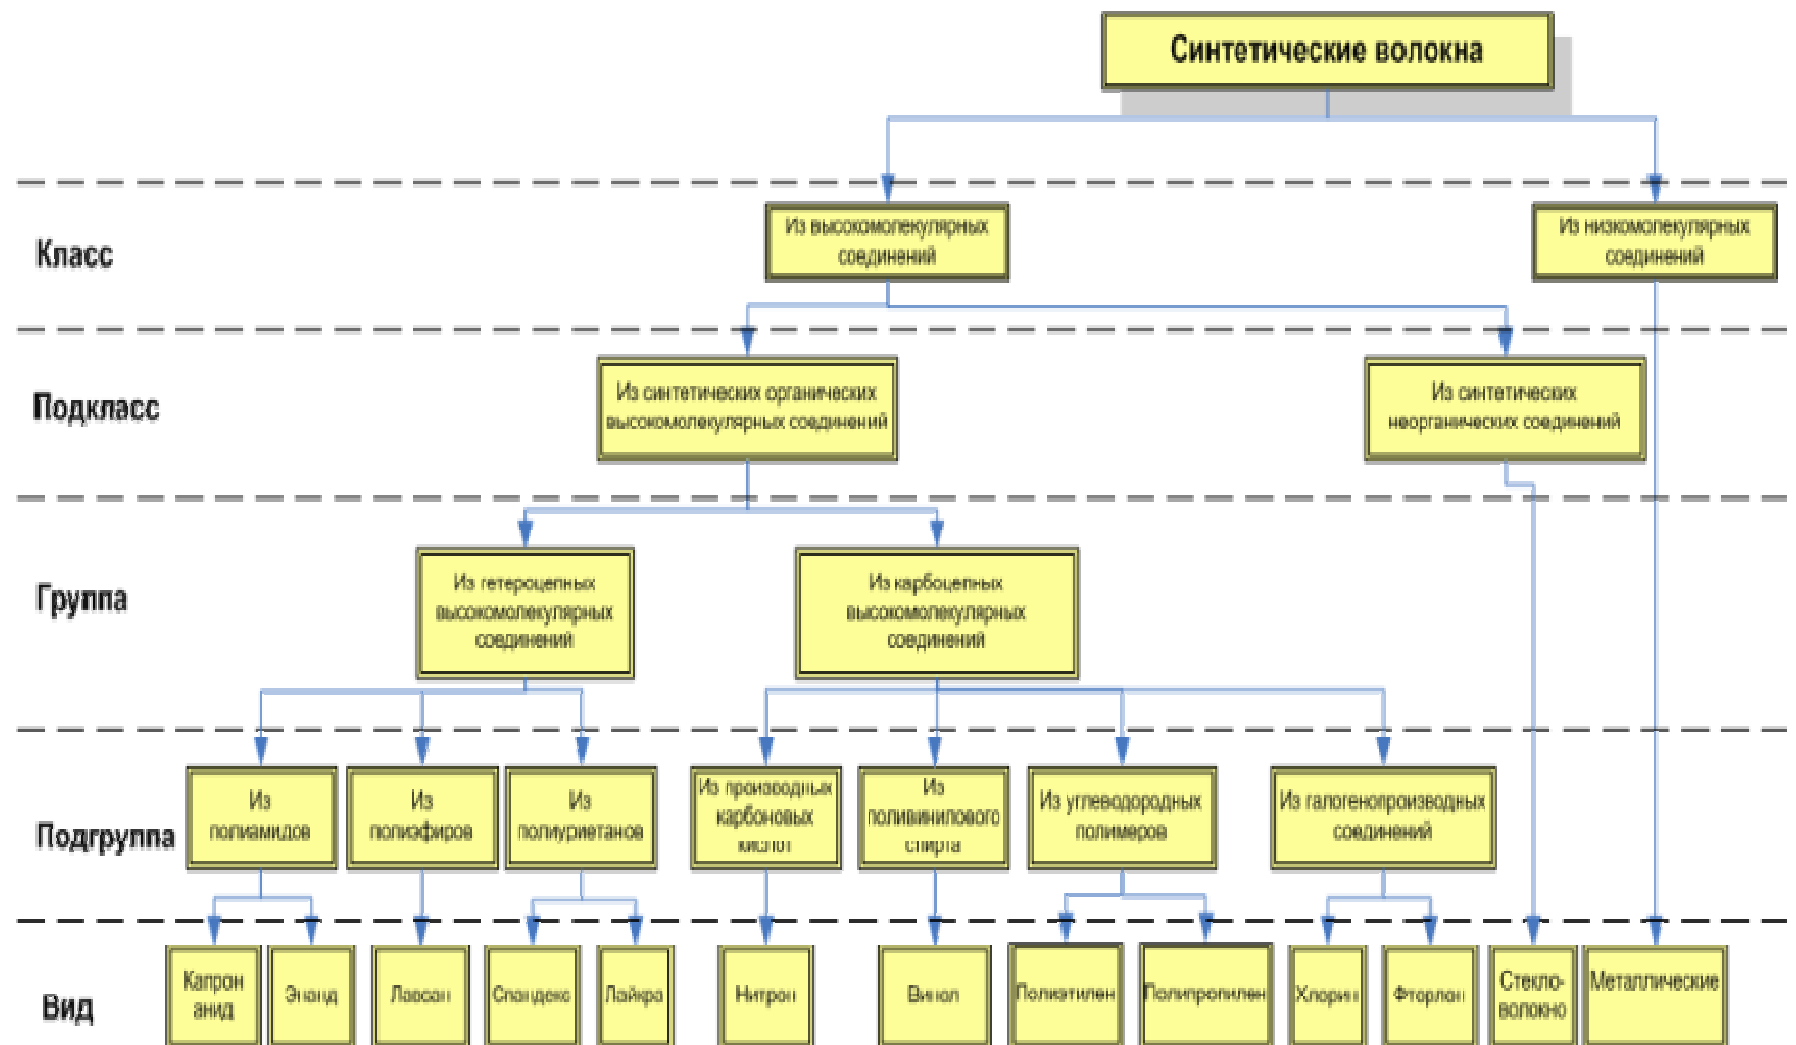 Синтетические волокна
Класс
Из высокомолекулярных
соединений
Из низкомолекулярных
соединений
Подкласс
Из синтетических органических
высокомолекулярных соединений
Из синтетических
неорганических соединений
Группа
Из гетероцепных
высокомолекулярных
соединений
Из карбоцепных
высокомолекулярных
соединений
Подгруппа
Из
полиамидов
Из
полиэфиров
Из
полиуриетанов
Из производных
карбоновых
кислот
Из
поливинилового
спирта
Из углеводородных
полимеров
Из галогенопроизводных
соединений
Вид
Капрон
анид
Энанд
Лавсан
Спандекс
Лайкра
Нитрон
Винол
Полиэтилен
Полипропилен
Хлорин
Фторлон
Стекло-
волокно
Металлические